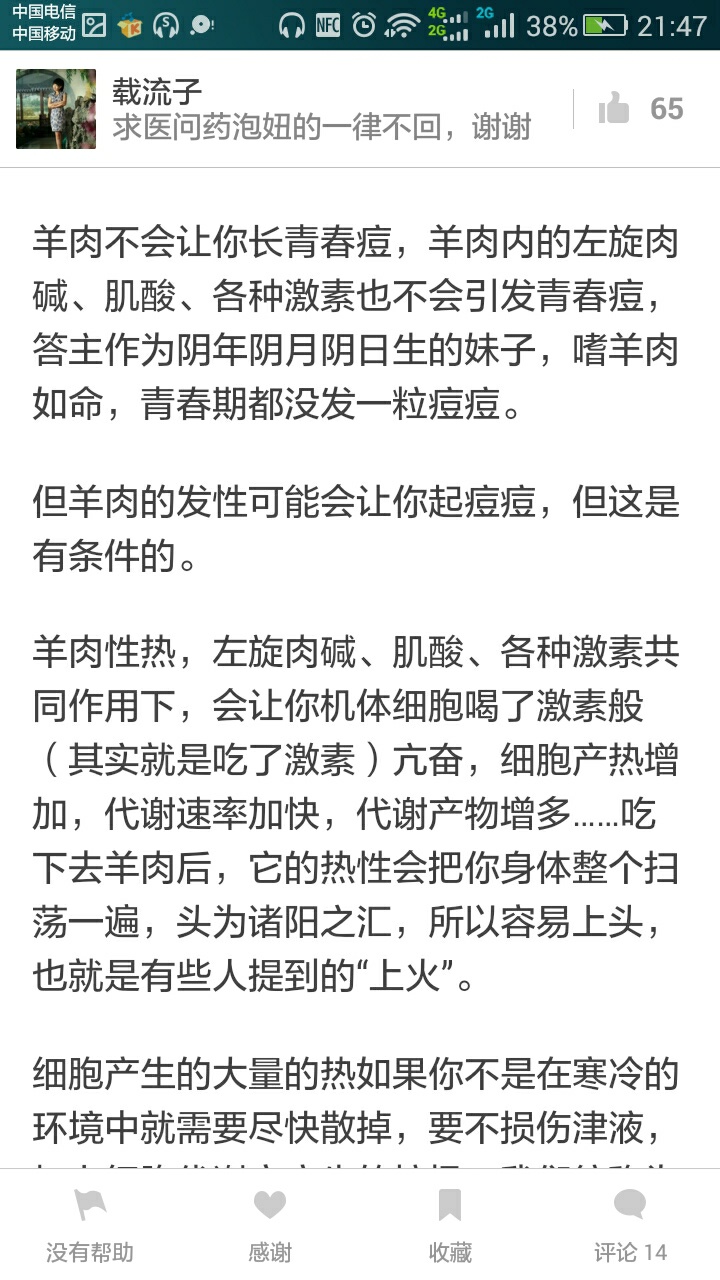 中国电信
中国移动
NFC
4G
2G
2G
38%
21:47
载流子
求医问药泡妞的一律不回，谢谢
65
羊肉不会让你长青春痘，羊肉内的左旋肉
碱、肌酸、各种激素也不会引发青春痘，
答主作为阴年阴月阴日生的妹子，嗜羊肉
如命，青春期都没发一粒痘痘。
但羊肉的发性可能会让你起痘痘，但这是
有条件的。
羊肉性热，左旋肉碱、肌酸、各种激素共
同作用下，会让你机体细胞喝了激素般
（其实就是吃了激素）亢奋，细胞产热增
加，代谢速率加快，代谢产物增多......吃
下去羊肉后，它的热性会把你身体整个扫
荡一遍，头为诸阳之汇，所以容易上头，
也就是有些人提到的“上火”。
细胞产生的大量的热如果你不是在寒冷的
环境中就需要尽快散掉，要不损伤津液，
没有帮助
感谢
收藏
评论 14